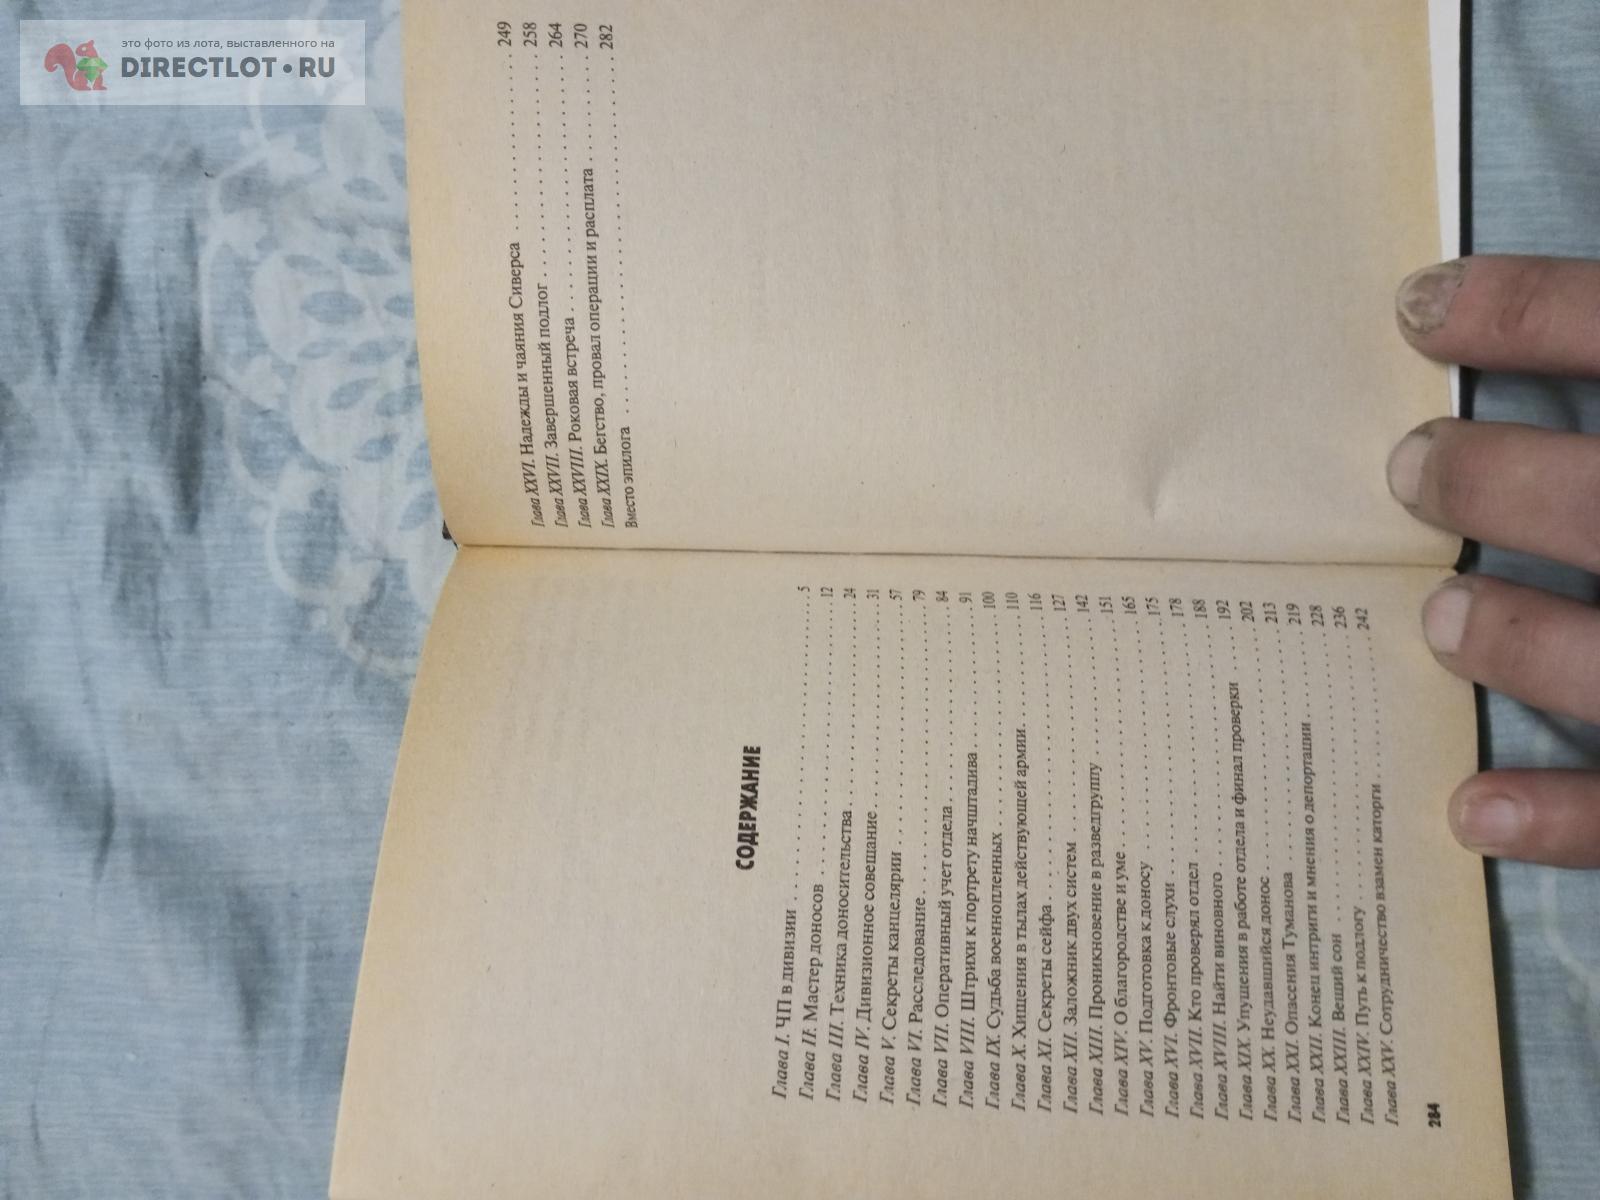 это фото из лота, выставленного на
DIRECTLOT•RU
СОДЕРЖАНИЕ
Глава I. ЧП в дивизии . . . . . . . . . . 5
Глава II. Мастер доносов . . . . . . . . . . 12
Глава III. Техника доносительства . . . . . . . . . . 24
Глава IV. Дивизионное совещание . . . . . . . . . . 31
Глава V. Секреты канцелярии . . . . . . . . . . 57
Глава VI. Расследование . . . . . . . . . . 79
Глава VII. Оперативный учет отдела . . . . . . . . . . 84
Глава VIII. Штрихи к портрету начштадива . . . . . . . . . . 91
Глава IX. Судьба военнопленных . . . . . . . . . . 100
Глава X. Хищения в тылах действующей армии . . . . . . . . . . 110
Глава XI. Секреты сейфа . . . . . . . . . . 116
Глава XII. Заложник двух систем . . . . . . . . . . 127
Глава XIII. Проникновение в разведгруппу . . . . . . . . . . 142
Глава XIV. О благородстве и уме . . . . . . . . . . 151
Глава XV. Подготовка к доносу . . . . . . . . . . 165
Глава XVI. Фронтовые слухи . . . . . . . . . . 175
Глава XVII. Кто проверял отдел . . . . . . . . . . 178
Глава XVIII. Найти виновного . . . . . . . . . . 188
Глава XIX. Упущения в работе отдела и финал проверки . . . . . 192
Глава XX. Неудавшийся донос . . . . . . . . . . 202
Глава XXI. Опасения Туманова . . . . . . . . . . 213
Глава XXII. Конец интриги и мнения о депортации . . . . . . . . 219
Глава XXIII. Вещий сон . . . . . . . . . . 228
Глава XXIV. Путь к подлогу . . . . . . . . . . 236
Глава XXV. Сотрудничество взамен каторги . . . . . . . . . . 242
284
Глава XXVI. Надежды и чаяния Сиверса . . . . . . . . . . 249
Глава XXVII. Завершенный подлог . . . . . . . . . . 258
Глава XXVIII. Роковая встреча . . . . . . . . . . 264
Глава XXIX. Бегство, провал операции и расплата . . . . . . . . . . 270
Вместо эпилога . . . . . . . . . . 282